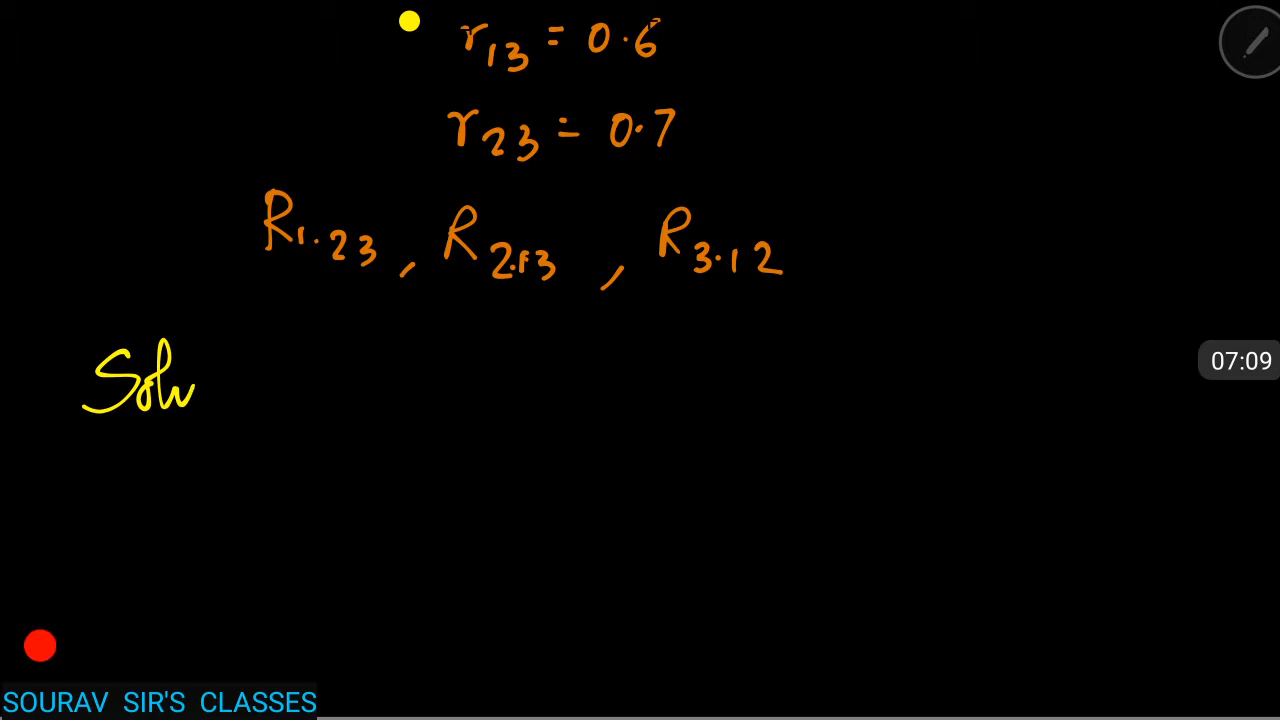 r13 = 0.6
r23 = 0.7
R1.23 , R2.13 , R3.12
Soln
07:09
SOURAV SIR'S CLASSES